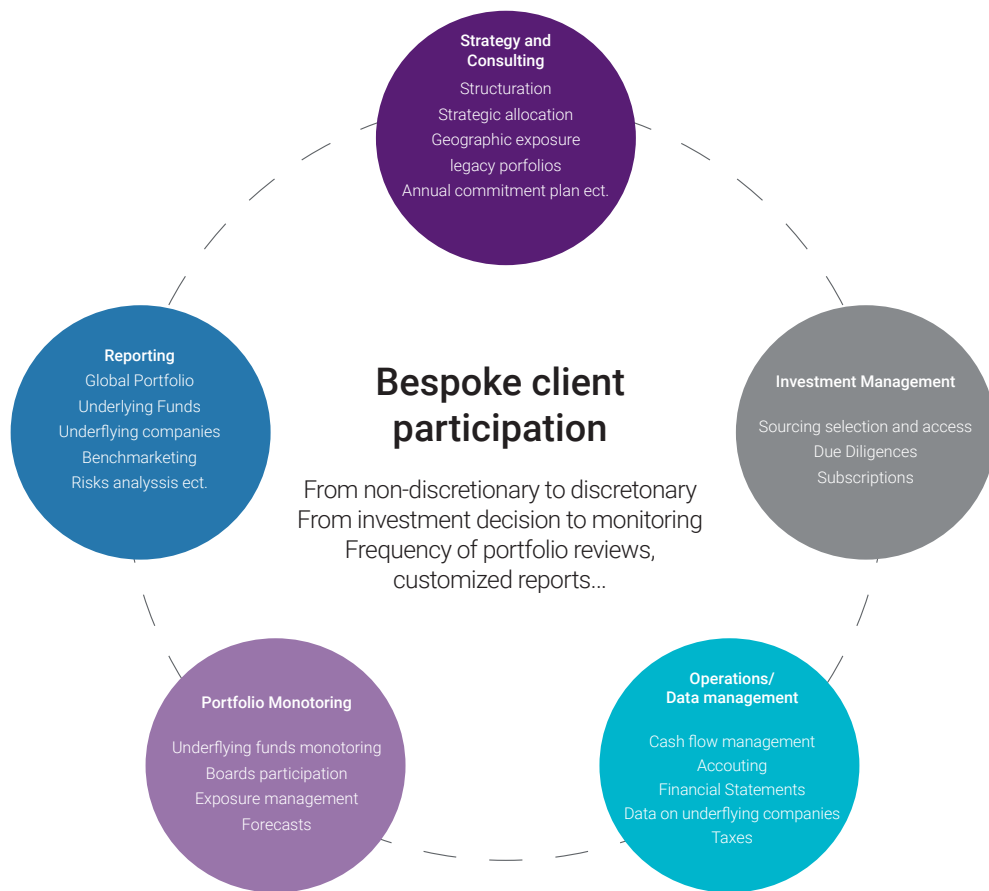 Strategy and
Consulting
Structuration
Strategic allocation
Geographic exposure
legacy porfolios
Annual commitment plan ect.
Reporting
Global Portfolio
Underlying Funds
Underflying companies
Benchmarketing
Risks analyssis ect.
Bespoke client
participation
From non-discretionary to discretonary
From investment decision to monitoring
Frequency of portfolio reviews,
customized reports...
Investment Management
Sourcing selection and access
Due Diligences
Subscriptions
Portfolio Monotoring
Underflying funds monotoring
Boards participation
Exposure management
Forecasts
Operations/
Data management
Cash flow management
Accouting
Financial Statements
Data on underflying companies
Taxes